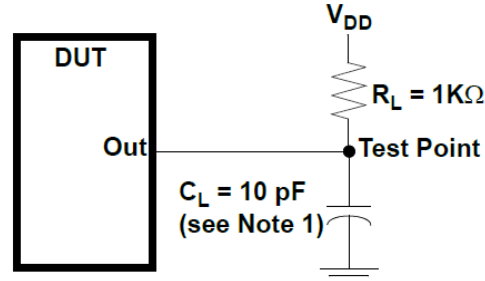 VDD
DUT
RL = 1KΩ
Out
Test Point
CL = 10 pF
(see Note 1)